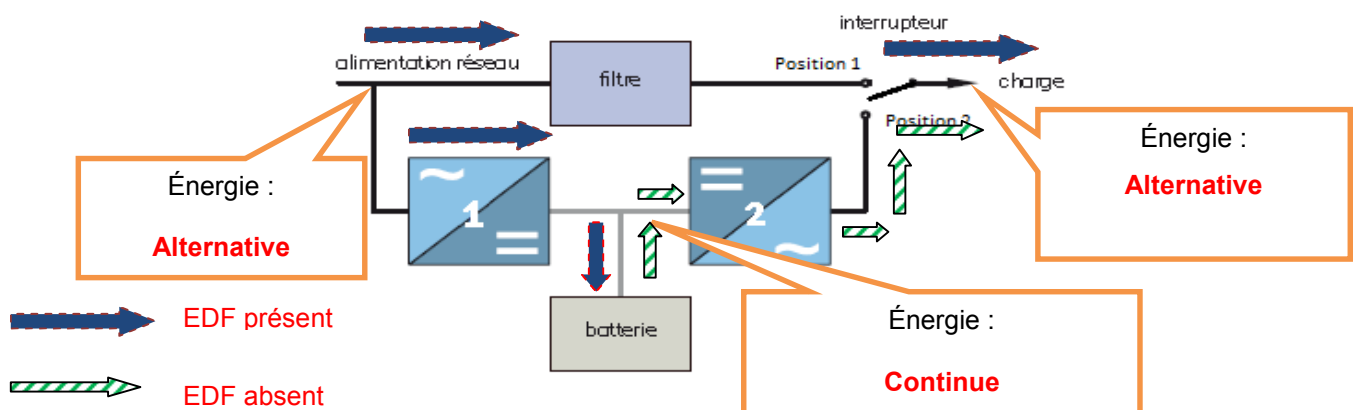 interrupteur
alimentation réseau
filtre
Position 1
charge
Position 2
Énergie :
Alternative
Énergie :
Alternative
~
1
=
=
2
~
EDF présent
batterie
Énergie :
Continue
EDF absent